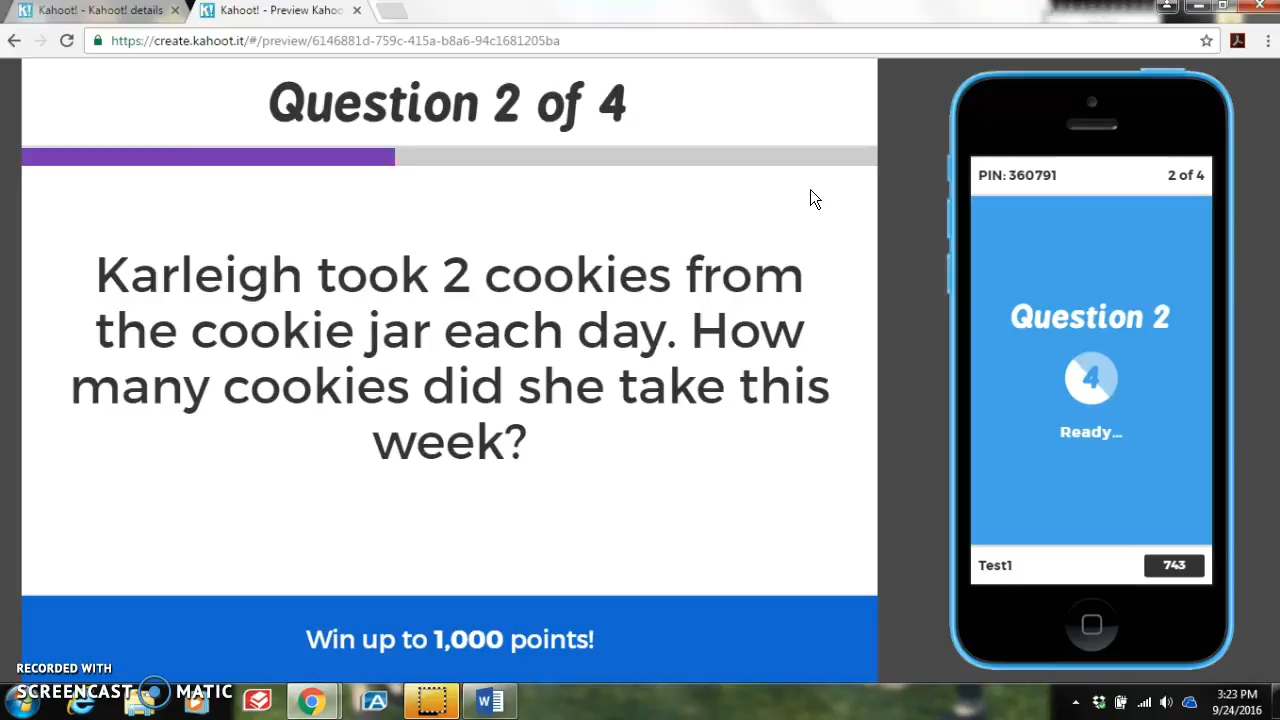 Kahoot! - Kahoot! details
Kahoot! - Preview Kahoo
https://create.kahoot.it/#/preview/6146881d-759c-415a-b8a6-94c1681205ba
Question 2 of 4
Karleigh took 2 cookies from
the cookie jar each day. How
many cookies did she take this
week?
Win up to 1,000 points!
PIN: 360791 2 of 4
Question 2
4
Ready...
Test1 743
RECORDED WITH
SCREENCAST MATIC
3:23 PM
9/24/2016